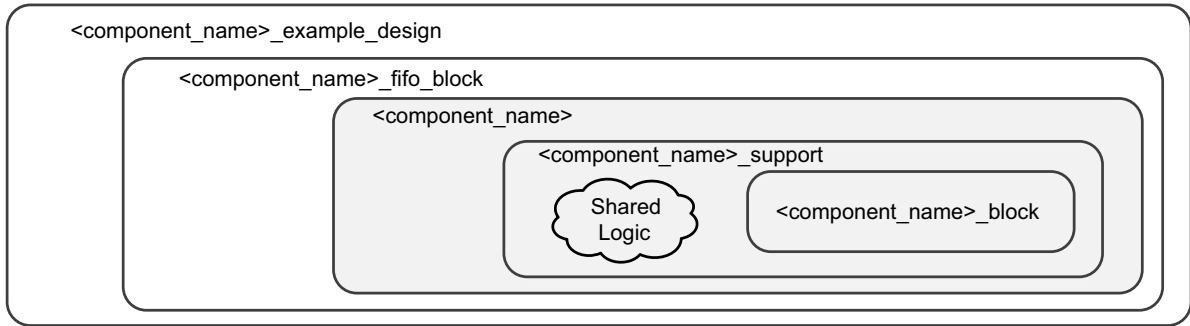 <component_name>_example_design
<component_name>_fifo_block
<component_name>
<component_name>_support
Shared
Logic
<component_name>_block